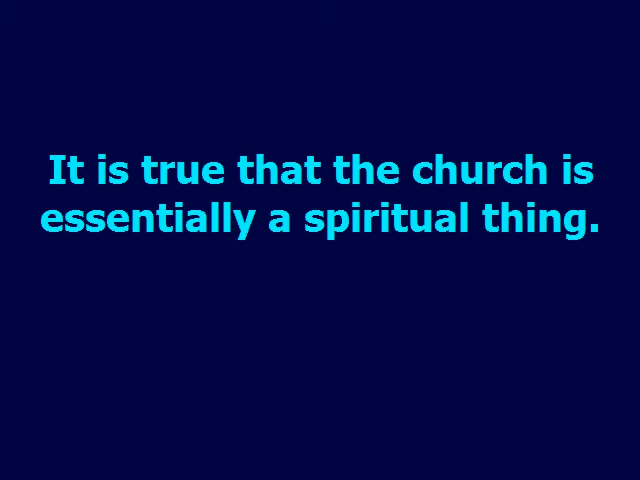 It is true that the church is
essentially a spiritual thing.